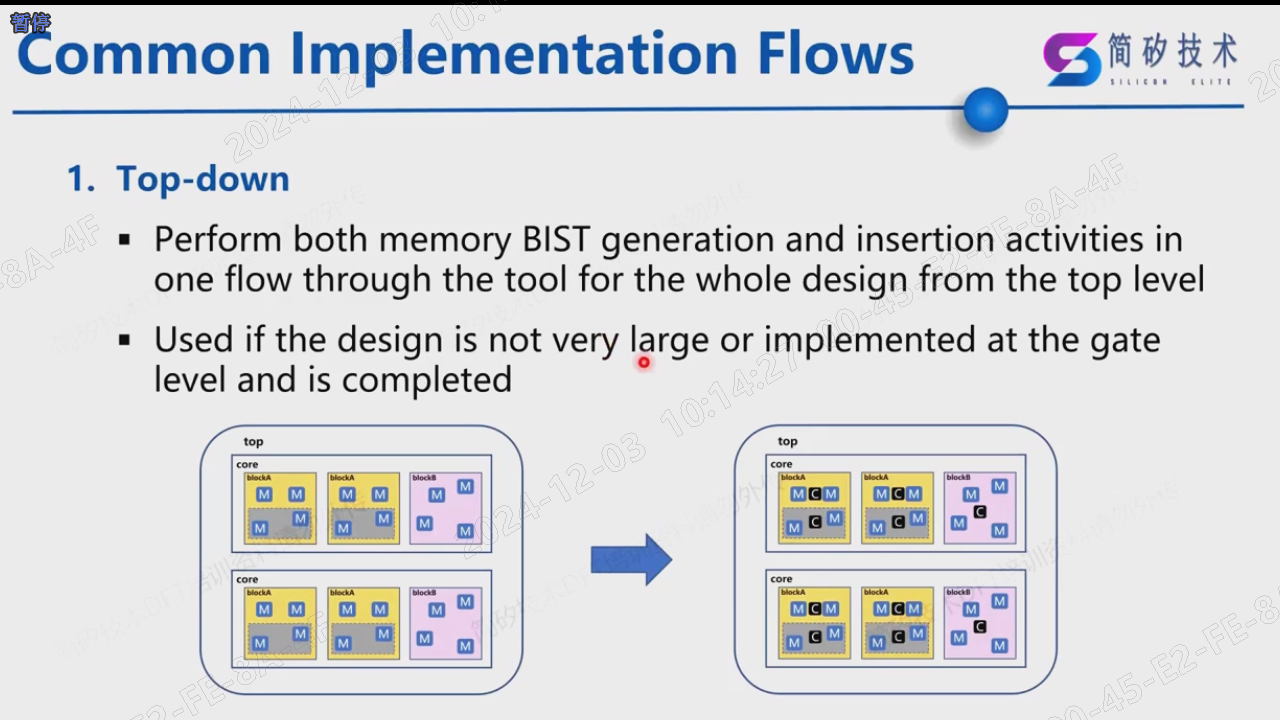 暂停
Common Implementation Flows
简矽技术
SILICON ELITE
1. Top-down
▪ Perform both memory BIST generation and insertion activities in
one flow through the tool for the whole design from the top level
▪ Used if the design is not very large or implemented at the gate
level and is completed
top
core
blockA
blockA
blockB
M M M M M M
M M M M M M
core
blockA
blockA
blockB
M M M M M M
M M M M M M
top
core
blockA
blockA
blockB
M C M M C M M M
C
M C M M C M M M
core
blockA
blockA
blockB
M C M M C M M M
C
M C M M C M M M
2024-12-03 10:14:27 00-45-E2-FE-8A-4F